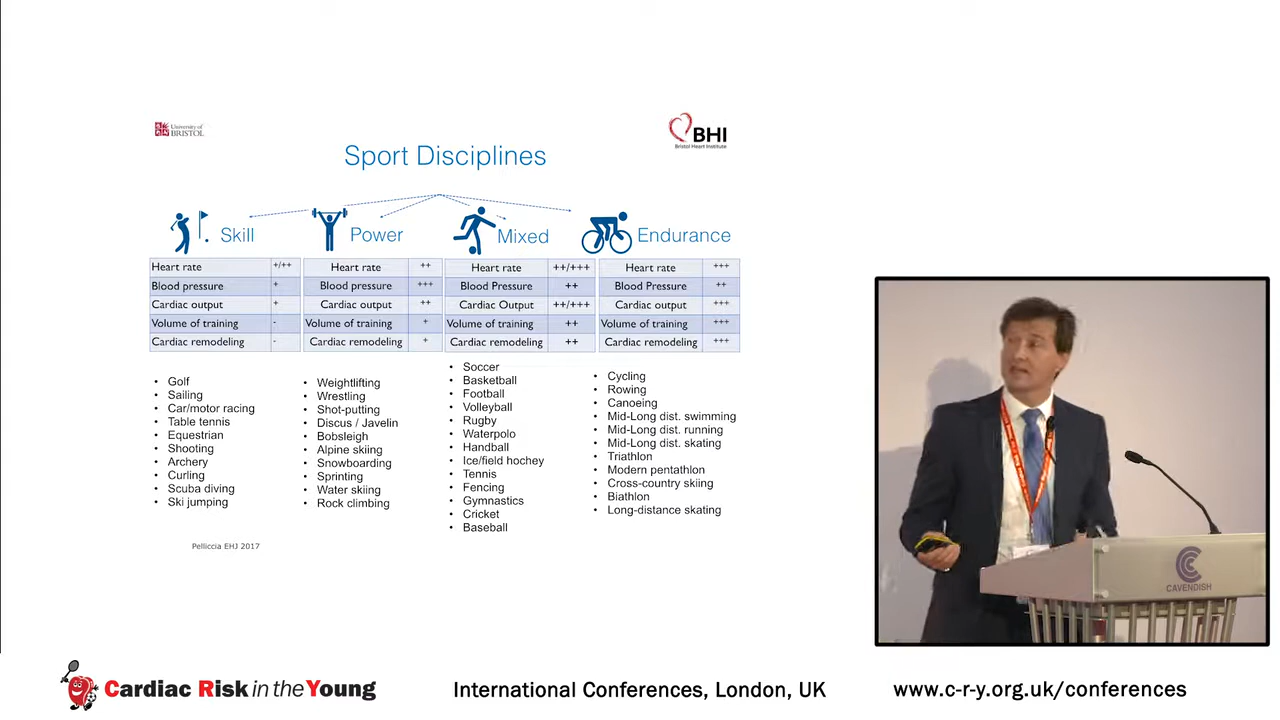 University of
BRISTOL
BHI
Bristol Heart Institute
Sport Disciplines
Skill
Power
Mixed
Endurance
Heart rate +/++
Blood pressure +
Cardiac output +
Volume of training -
Cardiac remodeling -
Heart rate ++
Blood pressure +++
Cardiac output ++
Volume of training +
Cardiac remodeling +
Heart rate ++/+++
Blood Pressure ++
Cardiac Output ++/+++
Volume of training ++
Cardiac remodeling ++
Heart rate +++
Blood Pressure ++
Cardiac output +++
Volume of training +++
Cardiac remodeling +++
• Golf
• Sailing
• Car/motor racing
• Table tennis
• Equestrian
• Shooting
• Archery
• Curling
• Scuba diving
• Ski jumping
• Weightlifting
• Wrestling
• Shot-putting
• Discus / Javelin
• Bobsleigh
• Alpine skiing
• Snowboarding
• Sprinting
• Water skiing
• Rock climbing
• Soccer
• Basketball
• Football
• Volleyball
• Rugby
• Waterpolo
• Handball
• Ice/field hockey
• Tennis
• Fencing
• Gymnastics
• Cricket
• Baseball
• Cycling
• Rowing
• Canoeing
• Mid-Long dist. swimming
• Mid-Long dist. running
• Mid-Long dist. skating
• Triathlon
• Modern pentathlon
• Cross-country skiing
• Biathlon
• Long-distance skating
Pelliccia EHJ 2017
CAVENDISH
Cardiac Risk in the Young
International Conferences, London, UK
www.c-r-y.org.uk/conferences